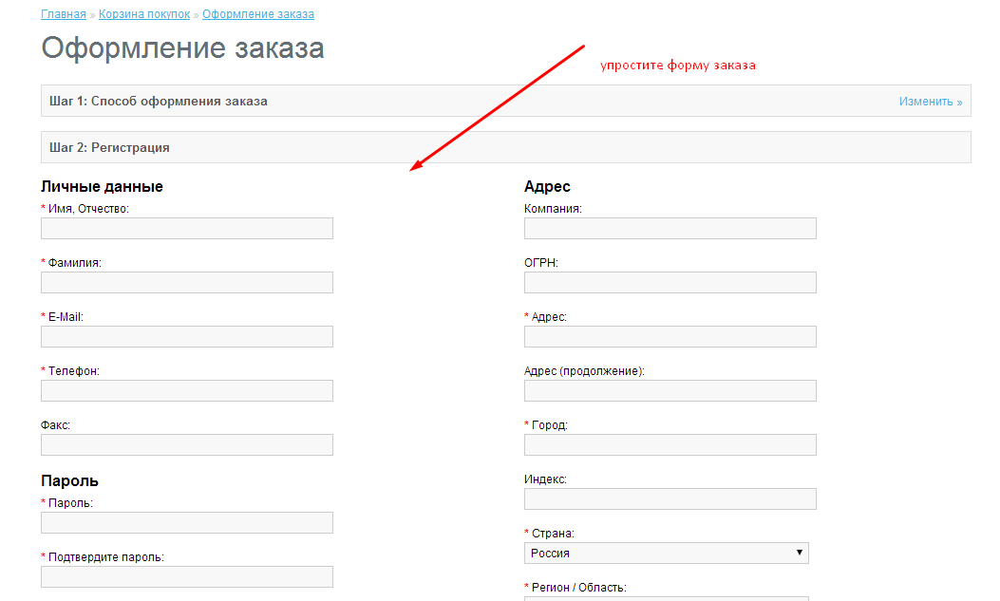 Главная » Корзина покупок » Оформление заказа
Оформление заказа
упростите форму заказа
Шаг 1: Способ оформления заказа
Изменить »
Шаг 2: Регистрация
Личные данные
* Имя, Отчество:
* Фамилия:
* E-Mail:
* Телефон:
Факс:
Пароль
* Пароль:
* Подтвердите пароль:
Адрес
Компания:
ОГРН:
* Адрес:
Адрес (продолжение):
* Город:
Индекс:
* Страна:
Россия
* Регион / Область: